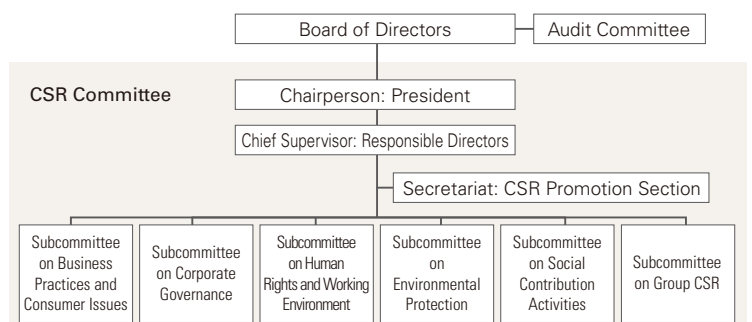 Board of Directors
Audit Committee
CSR Committee
Chairperson: President
Chief Supervisor: Responsible Directors
Secretariat: CSR Promotion Section
Subcommittee
on Business
Practices and
Consumer Issues
Subcommittee
on Corporate
Governance
Subcommittee
on Human
Rights and Working
Environment
Subcommittee
on
Environmental
Protection
Subcommittee
on Social
Contribution
Activities
Subcommittee
on Group CSR